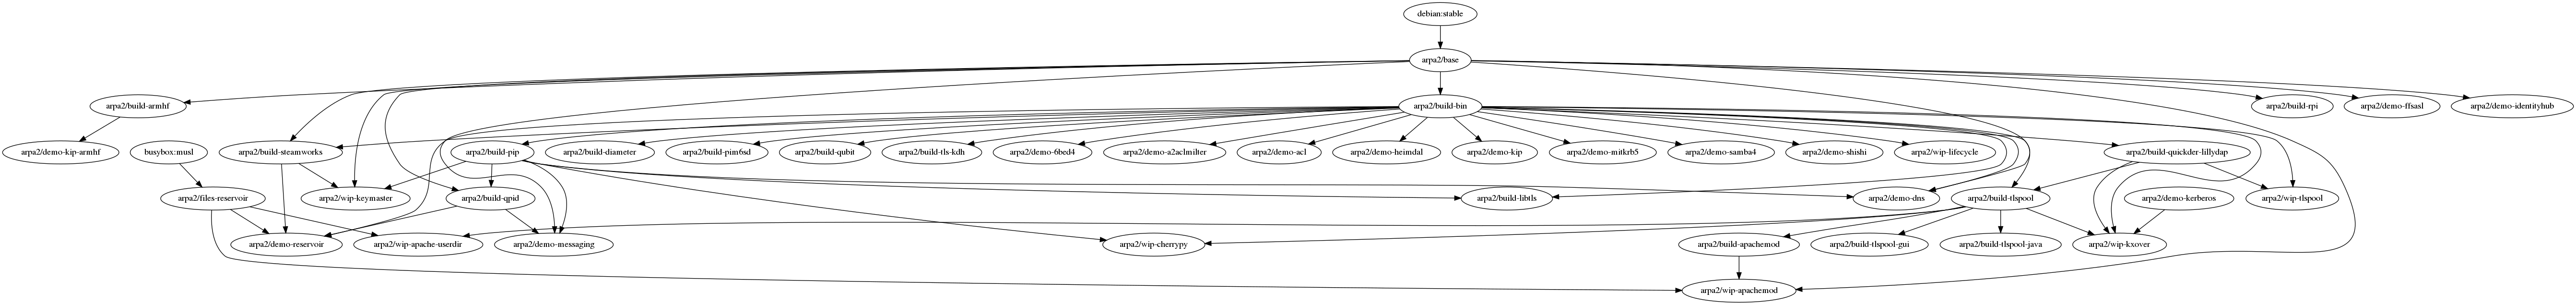 debian:stable
arpa2/base
arpa2/build-armhf
arpa2/build-bin
arpa2/build-rpi
arpa2/demo-ffsasl
arpa2/demo-identityhub
arpa2/demo-kip-armhf
busybox:musl
arpa2/build-steamworks
arpa2/build-pip
arpa2/build-diameter
arpa2/build-pim6sd
arpa2/build-qubit
arpa2/build-tls-kdh
arpa2/demo-6bed4
arpa2/demo-a2aclmilter
arpa2/demo-acl
arpa2/demo-heimdal
arpa2/demo-kip
arpa2/demo-mitkrb5
arpa2/demo-samba4
arpa2/demo-shishi
arpa2/wip-lifecycle
arpa2/build-quickder-lillydap
arpa2/files-reservoir
arpa2/wip-keymaster
arpa2/build-qpid
arpa2/build-libtls
arpa2/demo-dns
arpa2/build-tlspool
arpa2/demo-kerberos
arpa2/wip-tlspool
arpa2/demo-reservoir
arpa2/wip-apache-userdir
arpa2/demo-messaging
arpa2/wip-cherrypy
arpa2/build-apachemod
arpa2/build-tlspool-gui
arpa2/build-tlspool-java
arpa2/wip-kxover
arpa2/wip-apachemod